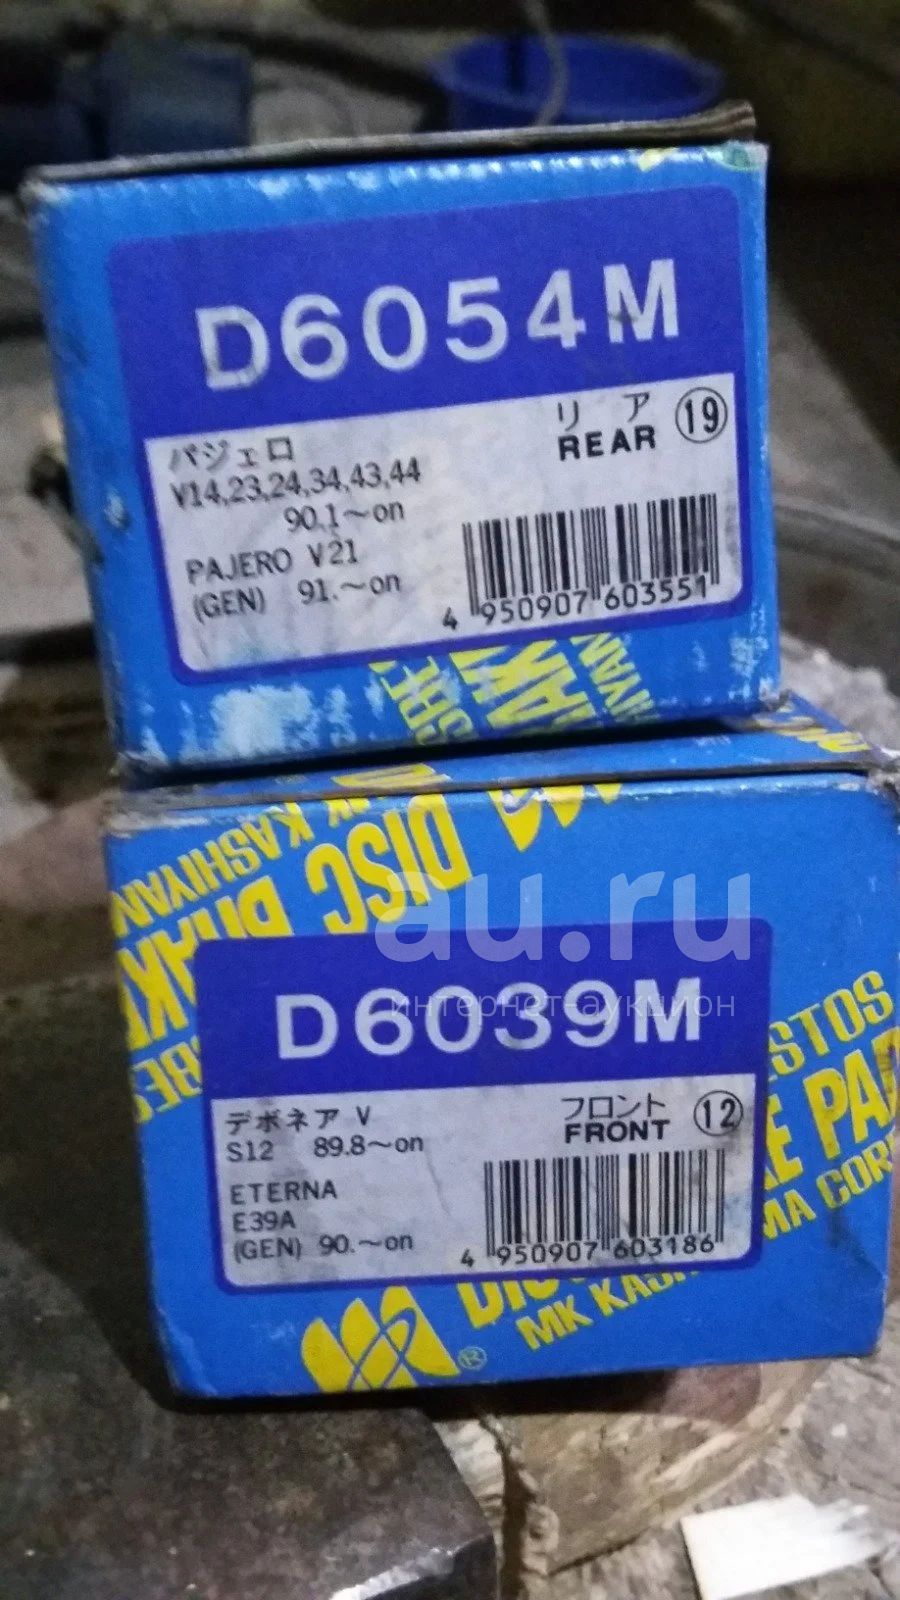 D6054M
パジェロ
V14,23,24,34,43,44
90.1～on
PAJERO V21
(GEN) 91.～on
リア
REAR
⑲
4 950907 603551
DISC
MK KASHIYAMA
au.ru
интернет-аукцион
D6039M
デボネア V
S12 89.8～on
ETERNA
E39A
(GEN) 90.～on
フロント
FRONT
⑫
4 950907 603186
MA CORP
MK
®